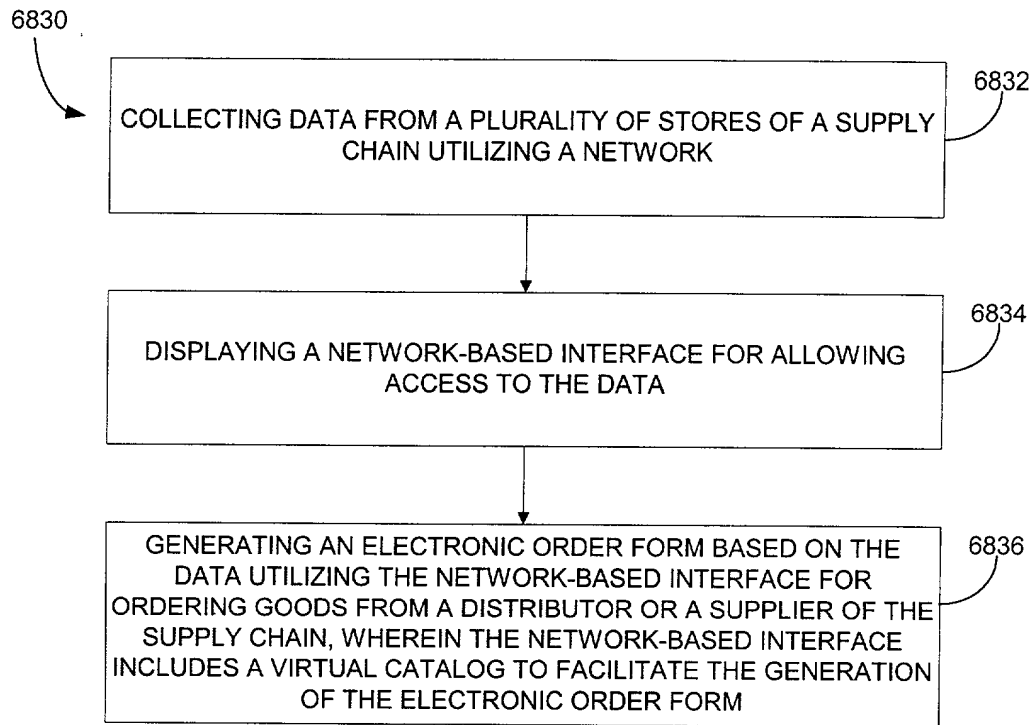 6830
6832
COLLECTING DATA FROM A PLURALITY OF STORES OF A SUPPLY
CHAIN UTILIZING A NETWORK
6834
DISPLAYING A NETWORK-BASED INTERFACE FOR ALLOWING
ACCESS TO THE DATA
6836
GENERATING AN ELECTRONIC ORDER FORM BASED ON THE
DATA UTILIZING THE NETWORK-BASED INTERFACE FOR
ORDERING GOODS FROM A DISTRIBUTOR OR A SUPPLIER OF THE
SUPPLY CHAIN, WHEREIN THE NETWORK-BASED INTERFACE
INCLUDES A VIRTUAL CATALOG TO FACILITATE THE GENERATION
OF THE ELECTRONIC ORDER FORM